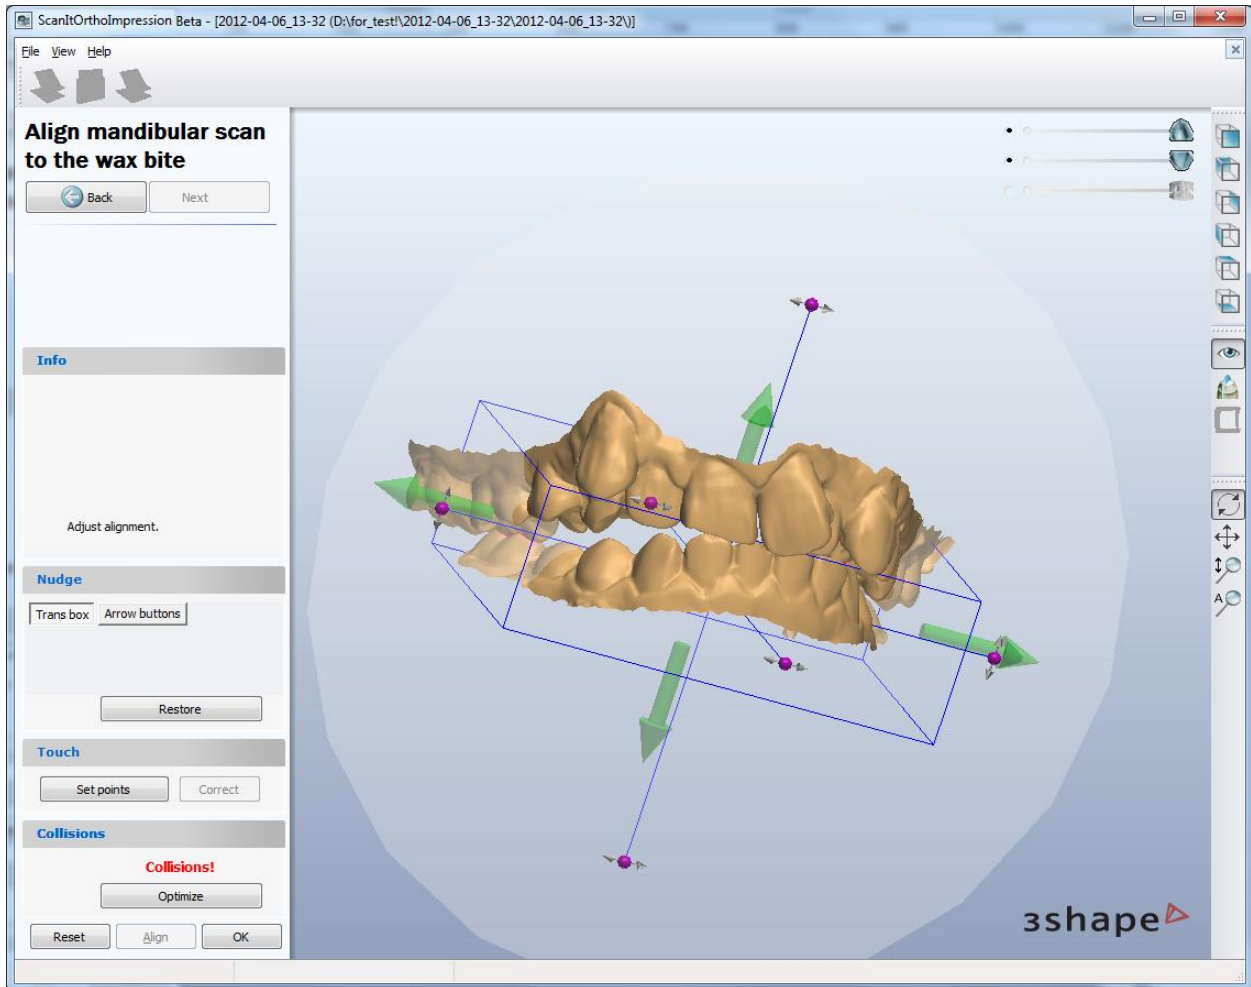 ScanItOrthoImpression Beta - [2012-04-06_13-32 (D:\for_test!\2012-04-06_13-32\2012-04-06_13-32\)]
File View Help
Align mandibular scan
to the wax bite
Back Next
Info
Adjust alignment.
Nudge
Trans box Arrow buttons
Restore
Touch
Set points Correct
Collisions
Collisions!
Optimize
Reset Align OK
3shape
A